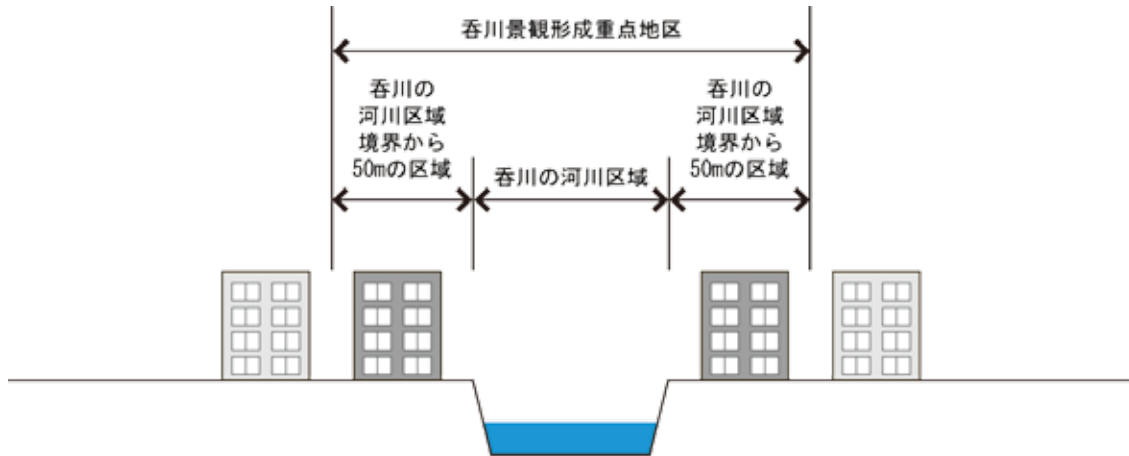 呑川景観形成重点地区
呑川の
河川区域
境界から
50mの区域
呑川の河川区域
呑川の
河川区域
境界から
50mの区域